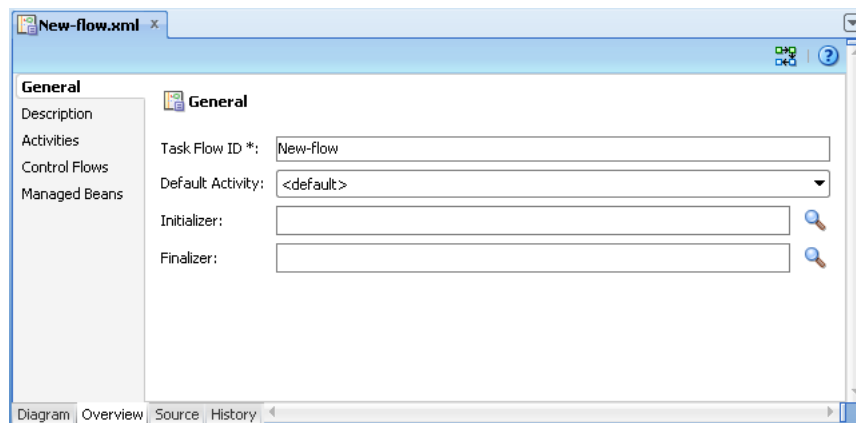 New-flow.xml x
General
Description
Activities
Control Flows
Managed Beans
General
Task Flow ID *: New-flow
Default Activity: <default>
Initializer:
Finalizer:
Diagram Overview Source History